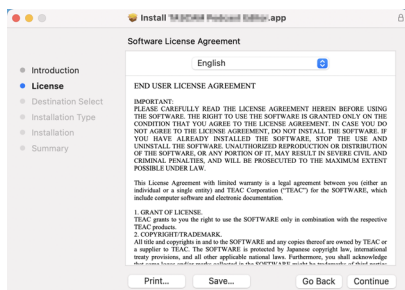 Install TASCAM Podcast Editor.app
Software License Agreement
Introduction
License
Destination Select
Installation Type
Installation
Summary
English
END USER LICENSE AGREEMENT
IMPORTANT:
PLEASE CAREFULLY READ THE LICENSE AGREEMENT HEREIN BEFORE USING
THE SOFTWARE. THE RIGHT TO USE THE SOFTWARE IS GRANTED ONLY ON THE
CONDITION THAT YOU AGREE TO THE LICENSE AGREEMENT. IN CASE YOU DO
NOT AGREE TO THE LICENSE AGREEMENT, DO NOT INSTALL THE SOFTWARE. IF
YOU HAVE ALREADY INSTALLED THE SOFTWARE, STOP THE USE AND
UNINSTALL THE SOFTWARE. UNAUTHORIZED REPRODUCTION OR DISTRIBUTION
OF THE SOFTWARE, OR ANY PORTION OF IT, MAY RESULT IN SEVERE CIVIL AND
CRIMINAL PENALTIES, AND WILL BE PROSECUTED TO THE MAXIMUM EXTENT
POSSIBLE UNDER LAW.
This License Agreement with limited warranty is a legal agreement between you (either an
individual or a single entity) and TEAC Corporation ("TEAC") for the SOFTWARE, which
include computer software and electronic documentation.
1. GRANT OF LICENSE.
TEAC grants to you the right to use the SOFTWARE only in combination with the respective
TEAC products.
2. COPYRIGHT/TRADEMARK.
All title and copyrights in and to the SOFTWARE and any copies thereof are owned by TEAC or
a supplier to TEAC. The SOFTWARE is protected by Japanese copyright law, international
treaty provisions, and all other applicable national laws. Furthermore, you shall acknowledge
Print...
Save...
Go Back
Continue